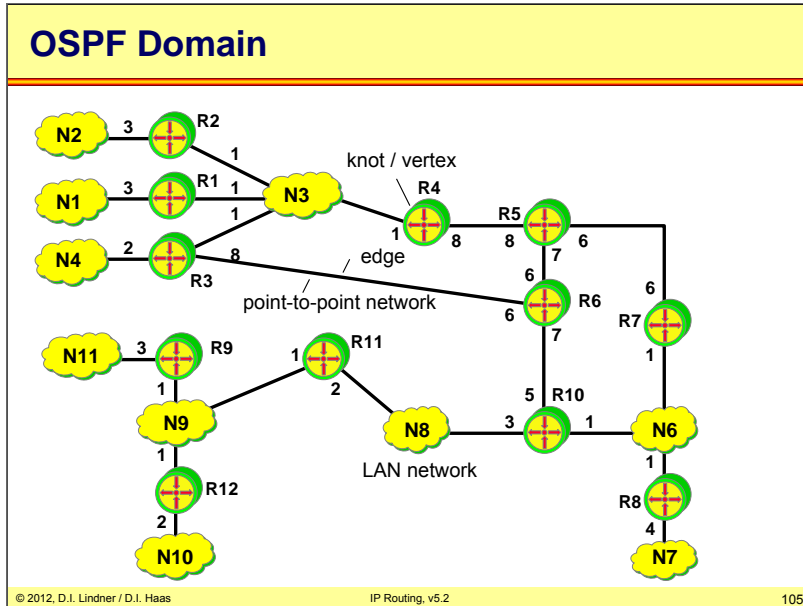 OSPF Domain
N2
3
R2
1
knot / vertex
N1
3
R1
1
N3
R4
1
N4
2
R3
8
1
8
R5
8
7
6
edge
point-to-point network
6
6
R6
7
6
R7
1
N11
3
R9
1
1
R11
2
5
R10
N9
N8
3
1
N6
LAN network
1
R12
2
1
R8
4
N10
N7
© 2012, D.I. Lindner / D.I. Haas
IP Routing, v5.2
105